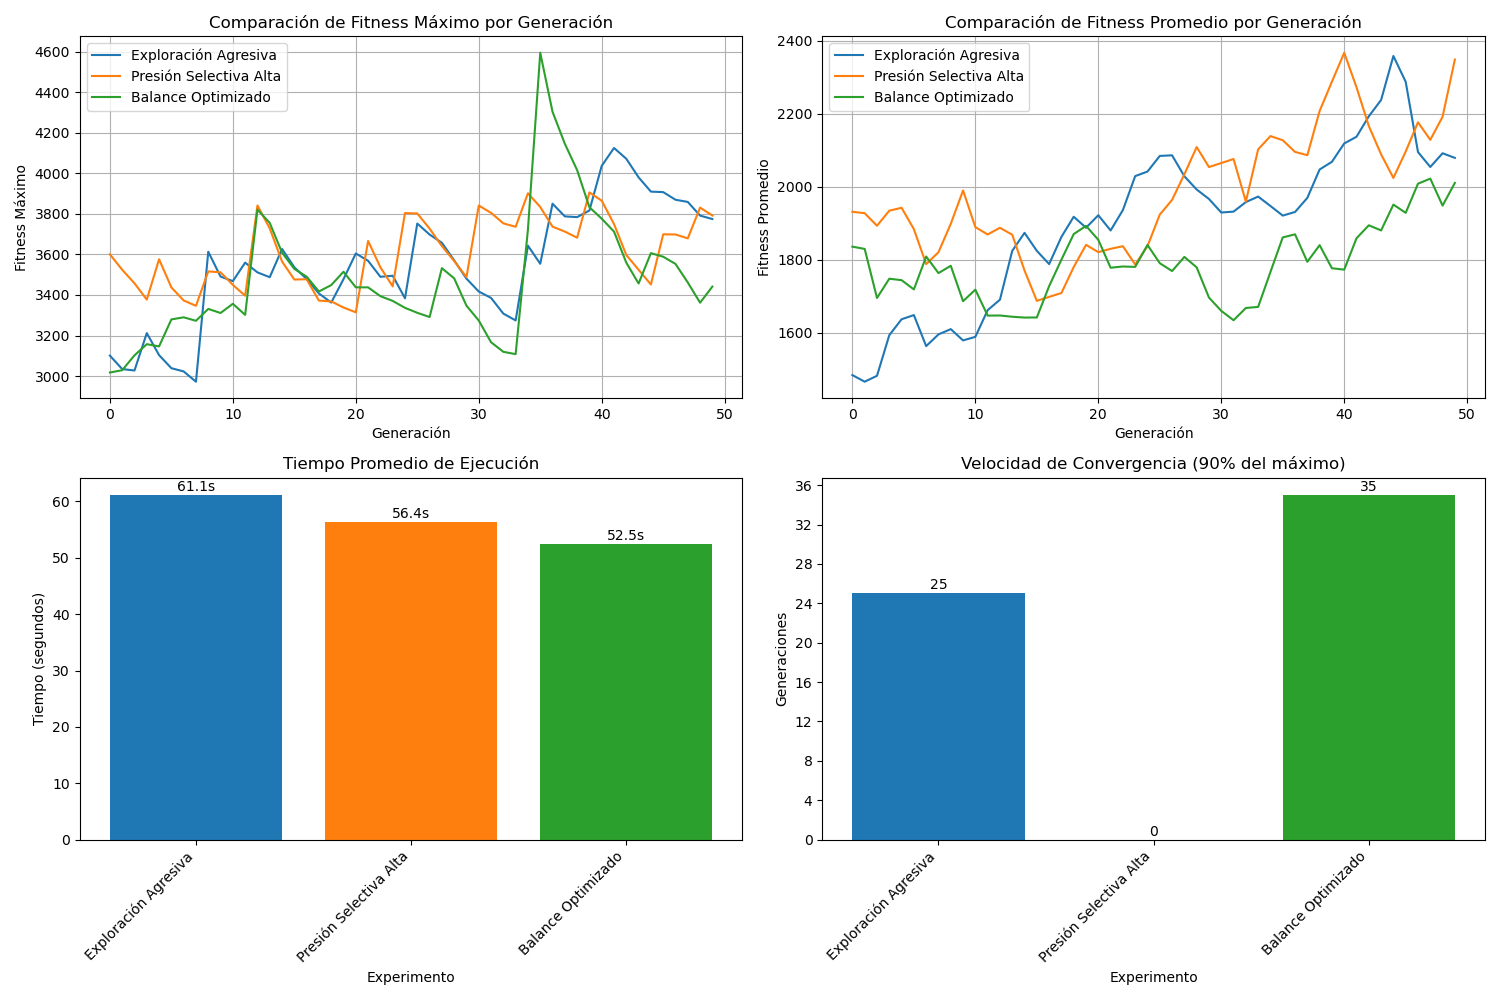 Comparación de Fitness Máximo por Generación
Fitness Máximo
4600
4400
4200
4000
3800
3600
3400
3200
3000
Exploración Agresiva
Presión Selectiva Alta
Balance Optimizado
0 10 20 30 40 50
Generación
Comparación de Fitness Promedio por Generación
Fitness Promedio
2400
2200
2000
1800
1600
Exploración Agresiva
Presión Selectiva Alta
Balance Optimizado
0 10 20 30 40 50
Generación
Tiempo Promedio de Ejecución
Tiempo (segundos)
60
50
40
30
20
10
0
61.1s
56.4s
52.5s
Exploración Agresiva
Presión Selectiva Alta
Balance Optimizado
Experimento
Velocidad de Convergencia (90% del máximo)
Generaciones
36
32
28
24
20
16
12
8
4
0
25
0
35
Exploración Agresiva
Presión Selectiva Alta
Balance Optimizado
Experimento